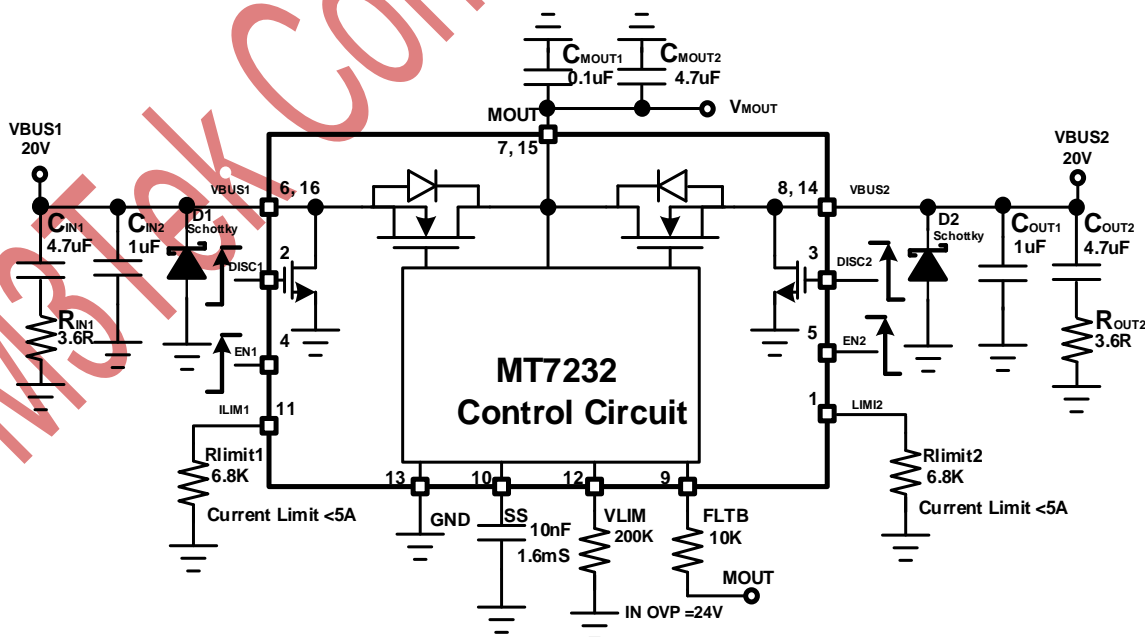 M3Tek Con
CMOUT1
0.1uF
CMOUT2
4.7uF
MOUT
VMOUT
7, 15
VBUS1
20V
VBUS2
20V
VBUS1
6, 16
8, 14
VBUS2
CIN1
4.7uF
CIN2
1uF
D1
Schottky
D2
Schottky
COUT1
1uF
COUT2
4.7uF
DISC1
2
3
DISC2
RIN1
3.6R
ROUT2
3.6R
EN1
4
5
EN2
MT7232
Control Circuit
ILIM1
11
1
LIMI2
Rlimit1
6.8K
Current Limit <5A
Rlimit2
6.8K
Current Limit <5A
13
10
12
9
GND
SS
10nF
1.6mS
VLIM
200K
FLTB
10K
MOUT
IN OVP =24V